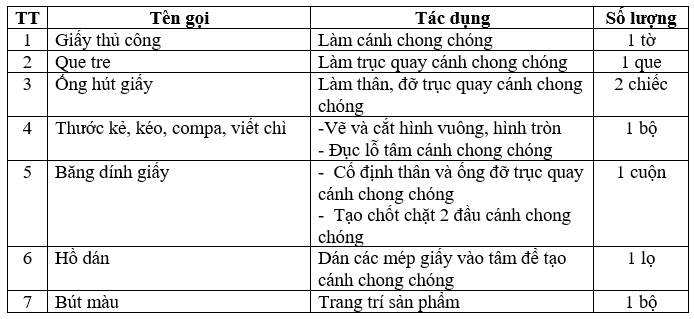 TT Tên gọi Tác dụng Số lượng
1 Giấy thủ công Làm cánh chong chóng 1 tờ
2 Que tre Làm trục quay cánh chong chóng 1 que
3 Ống hút giấy Làm thân, đỡ trục quay cánh chong 2 chiếc
chóng
4 Thước kẻ, kéo, compa, viết chì -Vẽ và cắt hình vuông, hình tròn 1 bộ
- Đục lỗ tâm cánh chong chóng
5 Băng dính giấy - Cố định thân và ống đỡ trục quay 1 cuộn
cánh chong chóng
- Tạo chốt chặt 2 đầu cánh chong
chóng
6 Hồ dán Dán các mép giấy vào tâm để tạo 1 lọ
cánh chong chóng
7 Bút màu Trang trí sản phẩm 1 bộ